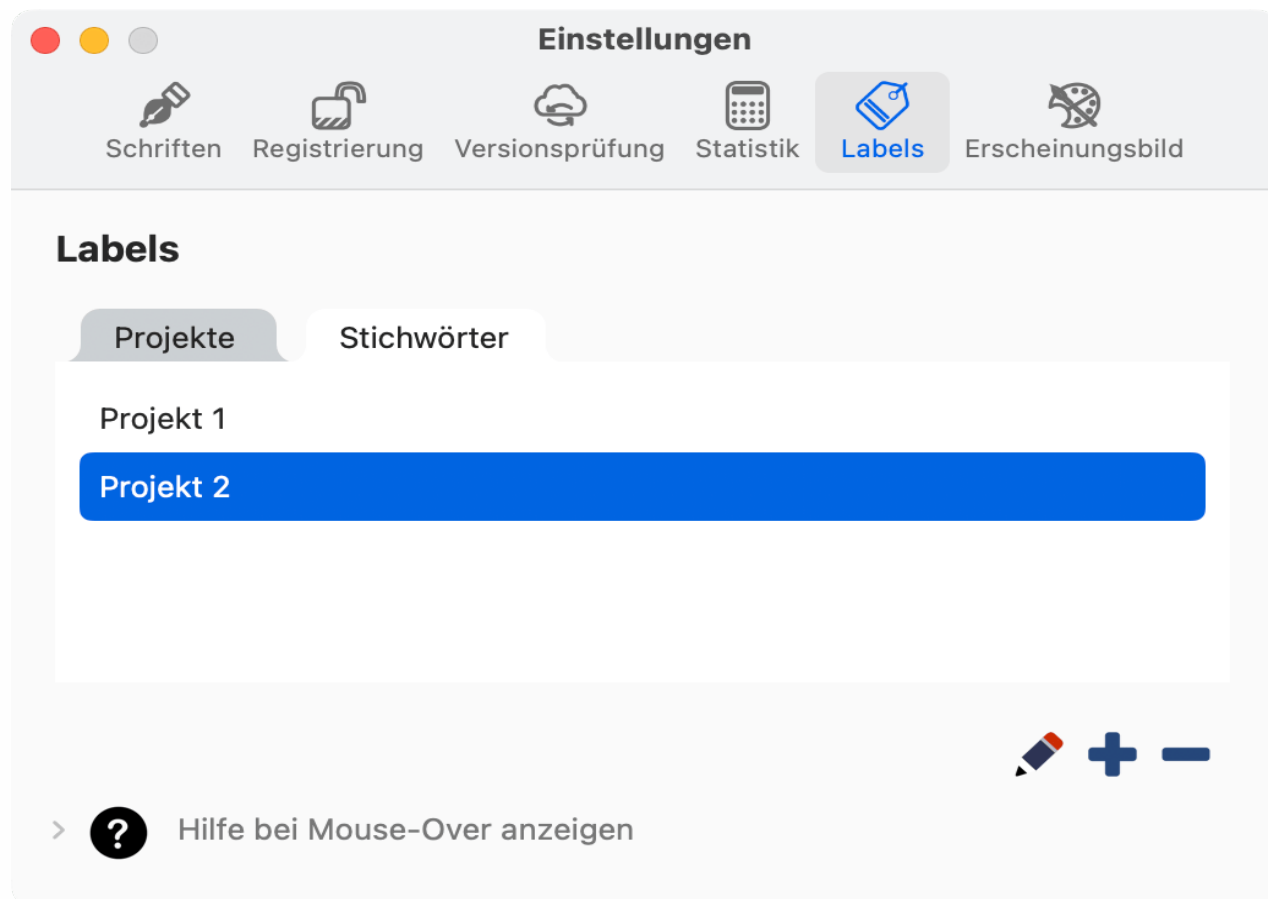 Einstellungen
Schriften Registrierung Versionsprüfung Statistik Labels Erscheinungsbild
Labels
Projekte Stichwörter
Projekt 1
Projekt 2
? Hilfe bei Mouse-Over anzeigen